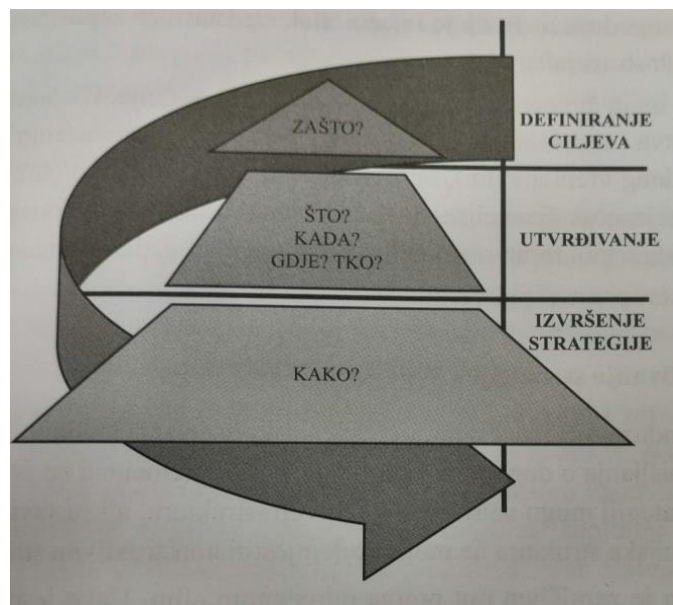 ZAŠTO?
DEFINIRANJE
CILJEVA
ŠTO?
KADA?
GDJE? TKO?
UTVRĐIVANJE
IZVRŠENJE
STRATEGIJE
KAKO?